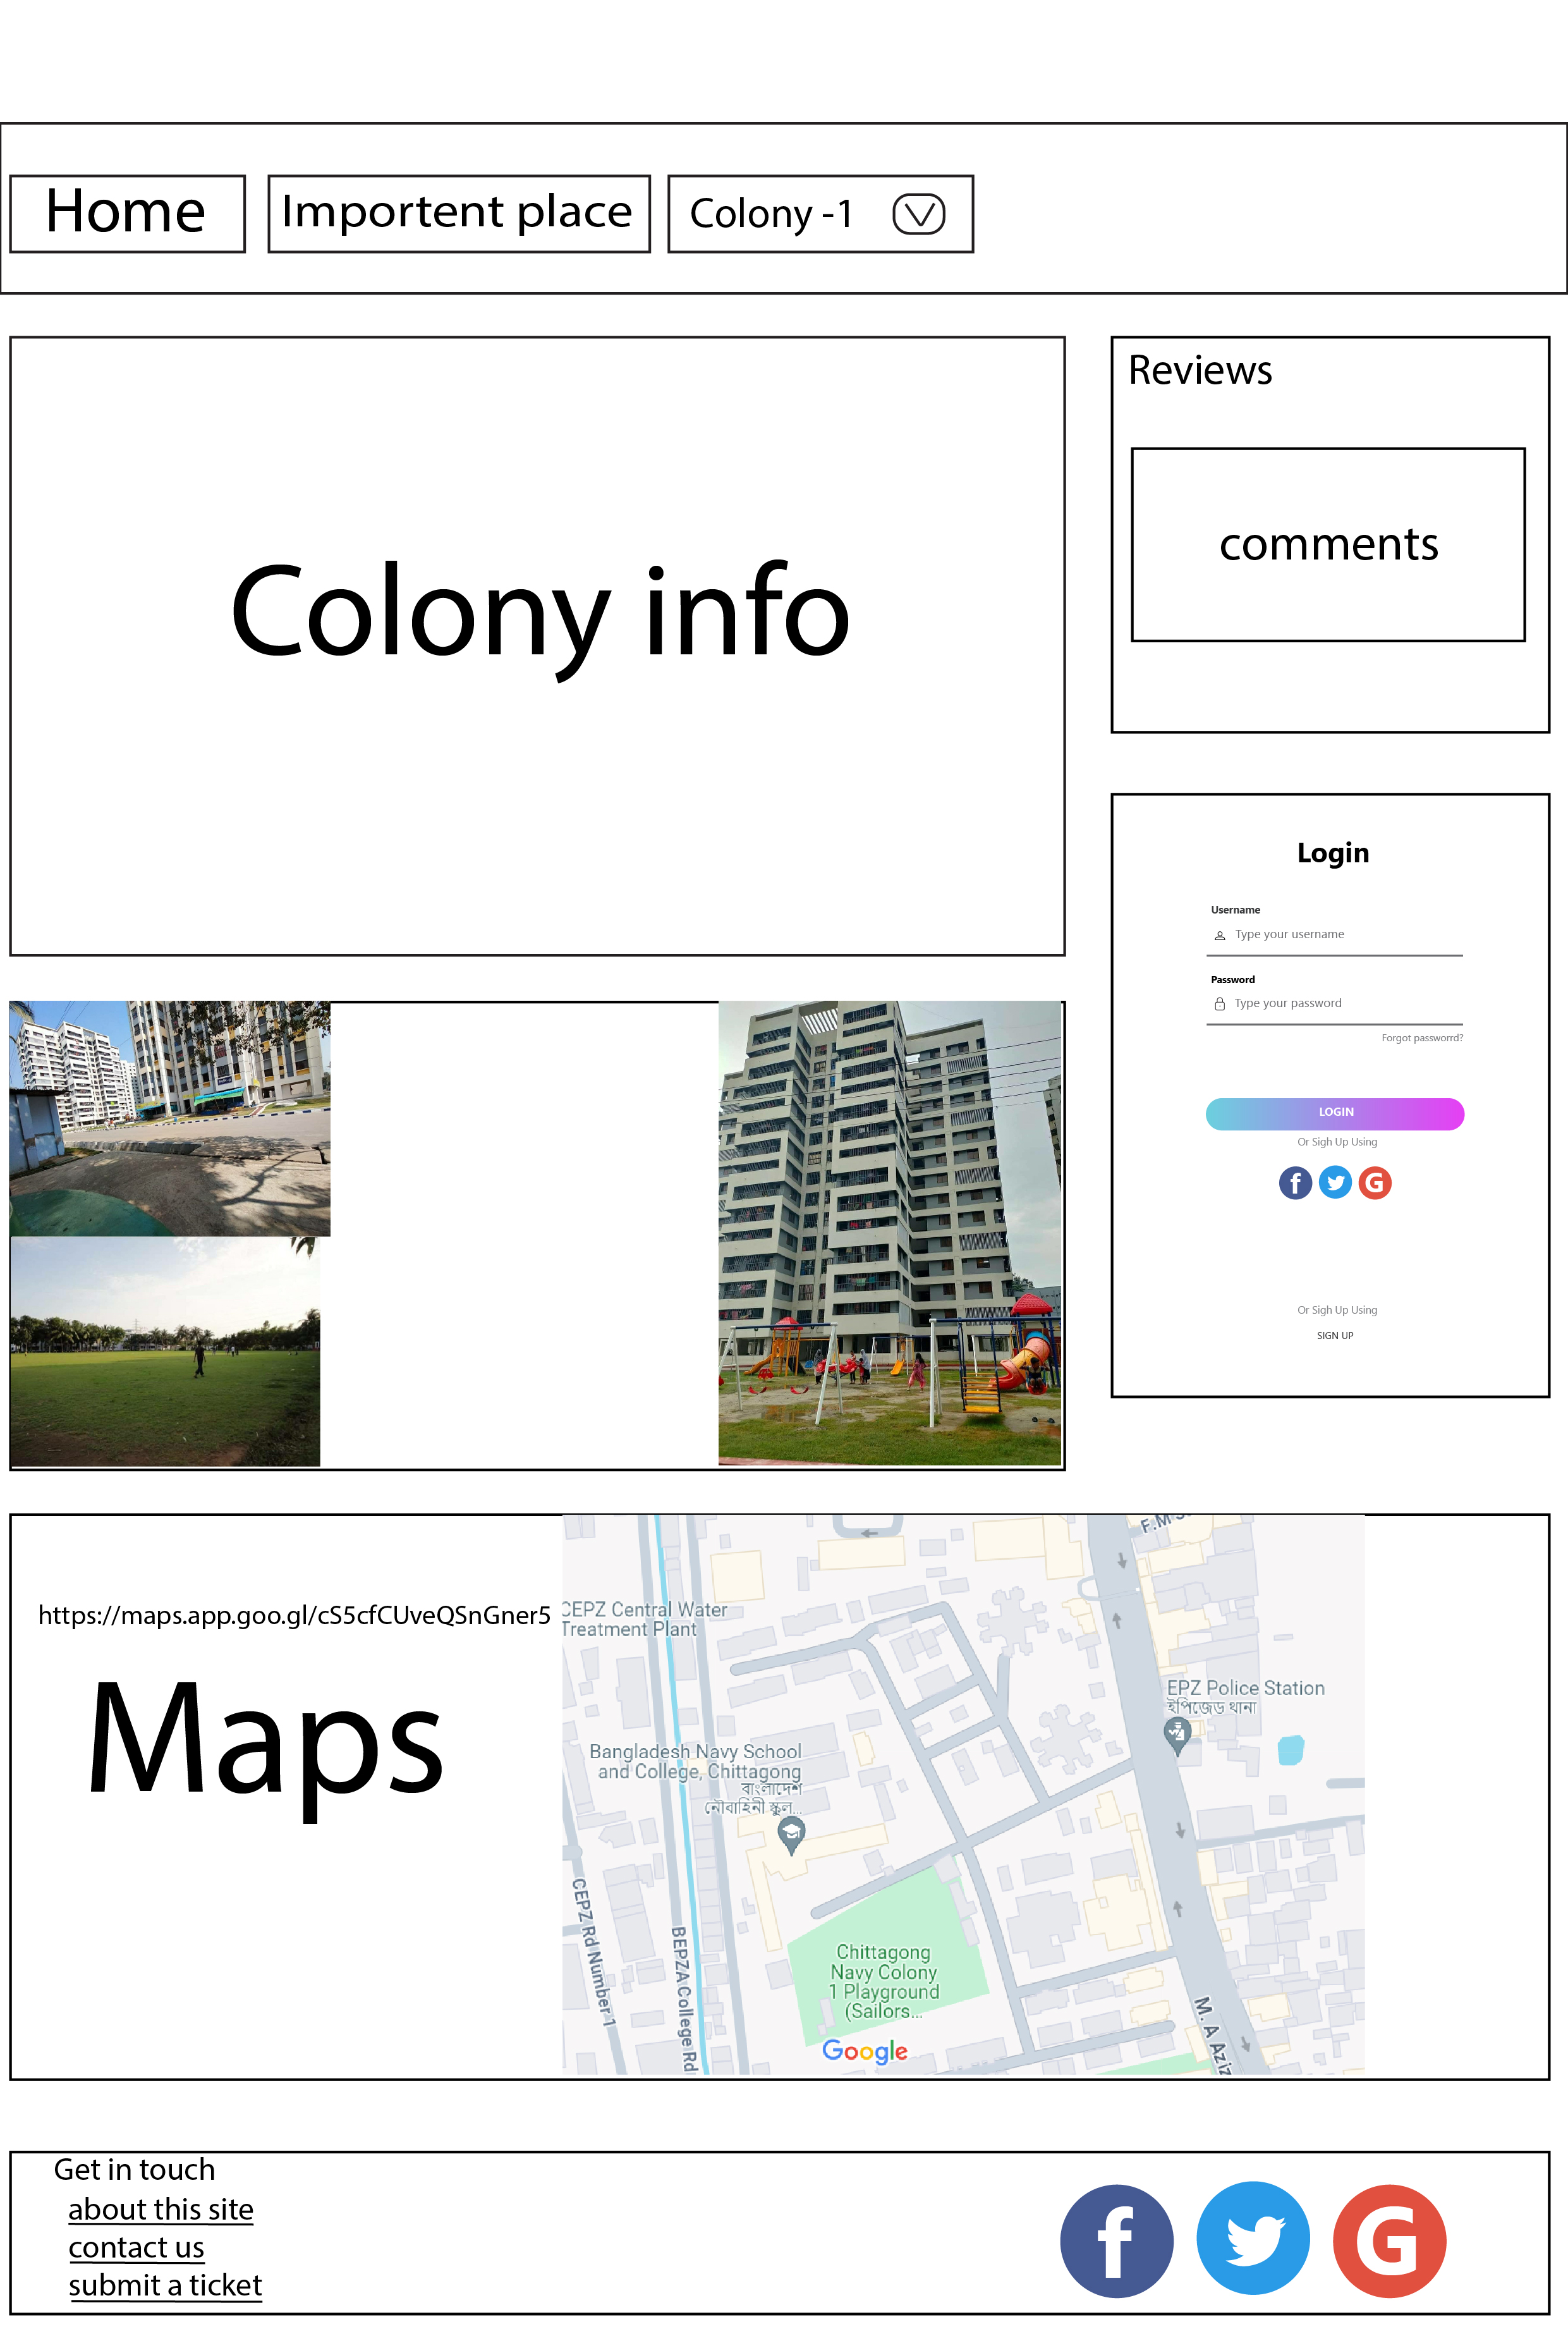 Home
Importent place
Colony -1
Colony info
Reviews
comments
Login
Username
Type your username
Password
Type your password
Forgot passworrd?
LOGIN
Or Sigh Up Using
f
G
Or Sigh Up Using
SIGN UP
https://maps.app.goo.gl/cS5cfCUveQSnGner5
Maps
F.M
CEPZ Central Water
Treatment Plant
EPZ Police Station
ইপিজেড থানা
Bangladesh Navy School
and College, Chittagong
বাংলাদেশ
নৌবাহিনী স্কুল...
CEPZ Rd Number 1
BEPZA College Rd
Chittagong
Navy Colony
1 Playground
(Sailors...
M. A Aziz
Google
Get in touch
about this site
contact us
submit a ticket
f
G